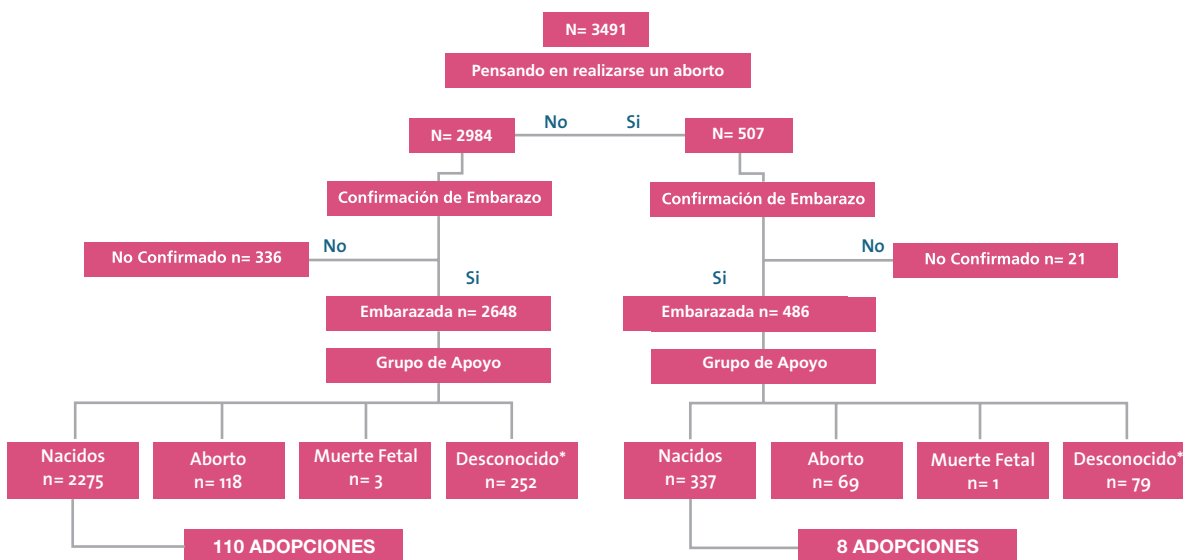 N= 3491
Pensando en realizarse un aborto
N= 2984
No
Si
N= 507
Confirmación de Embarazo
Confirmación de Embarazo
No Confirmado n= 336
No
No
No Confirmado n= 21
Si
Si
Embarazada n= 2648
Embarazada n= 486
Grupo de Apoyo
Grupo de Apoyo
Nacidos
n= 2275
Aborto
n= 118
Muerte Fetal
n= 3
Desconocido*
n= 252
Nacidos
n= 337
Aborto
n= 69
Muerte Fetal
n= 1
Desconocido*
n= 79
110 ADOPCIONES
8 ADOPCIONES